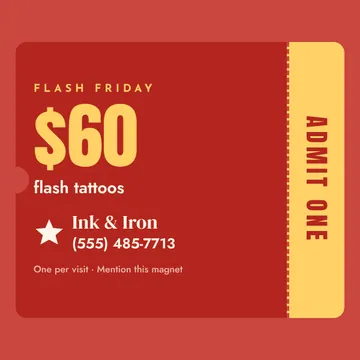 FLASH FRIDAY
$60
flash tattoos
Ink & Iron
(555) 485-7713
One per visit · Mention this magnet
ADMIT ONE